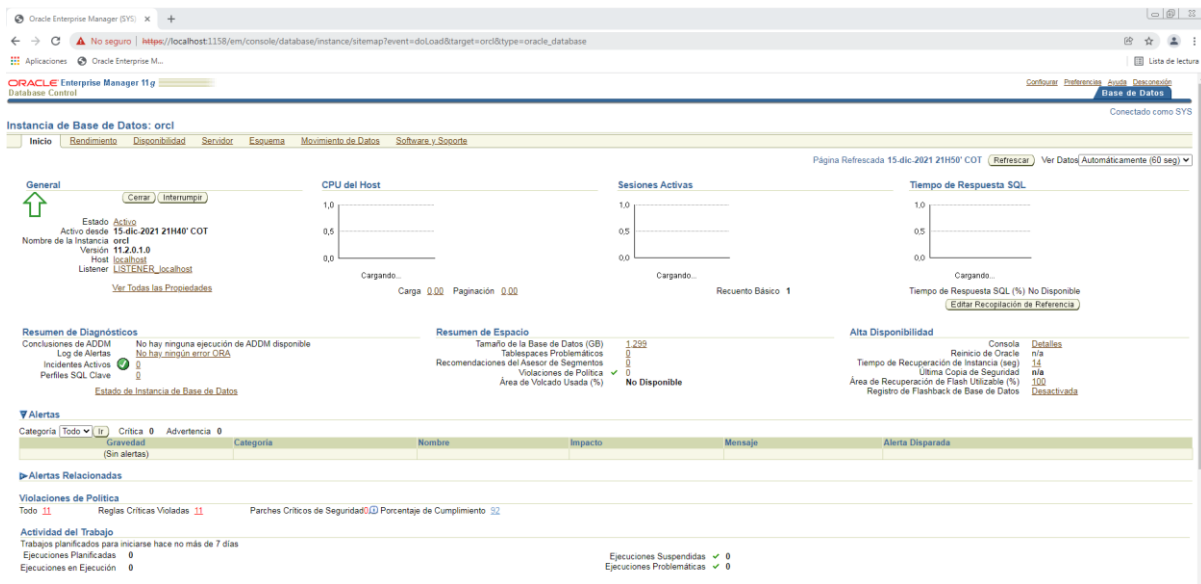 Oracle Enterprise Manager (SYS)
No seguro | https://localhost:1158/em/console/database/instance/sitemap?event=doLoad&target=orcl&type=oracle_database
Aplicaciones Oracle Enterprise M... Lista de lectura
ORACLE Enterprise Manager 11g
Database Control
Configurar Preferencias Ayuda Desconexión
Base de Datos
Conectado como SYS
Instancia de Base de Datos: orcl
Inicio Rendimiento Disponibilidad Servidor Esquema Movimiento de Datos Software y Soporte
Página Refrescada 15-dic-2021 21H50' COT Refrescar Ver Datos Automáticamente (60 seg)
General
Cerrar Interrumpir
Estado Activo
Activo desde 15-dic-2021 21H40' COT
Nombre de la Instancia orcl
Versión 11.2.0.1.0
Host localhost
Listener LISTENER_localhost
Ver Todas las Propiedades
CPU del Host
1,0
0,5
0,0
Cargando...
Carga 0.00 Paginación 0.00
Sesiones Activas
1,0
0,5
0,0
Cargando...
Recuento Básico 1
Tiempo de Respuesta SQL
1,0
0,5
0,0
Cargando...
Tiempo de Respuesta SQL (%) No Disponible
Editar Recopilación de Referencia
Resumen de Diagnósticos
Conclusiones de ADDM No hay ninguna ejecución de ADDM disponible
Log de Alertas No hay ningún error ORA
Incidentes Activos 0
Perfiles SQL Clave 0
Estado de Instancia de Base de Datos
Resumen de Espacio
Tamaño de la Base de Datos (GB) 1,299
Tablespaces Problemáticos 0
Recomendaciones del Asesor de Segmentos 0
Violaciones de Política 0
Área de Volcado Usada (%) No Disponible
Alta Disponibilidad
Consola Detalles
Reinicio de Oracle n/a
Tiempo de Recuperación de Instancia (seg) 14
Última Copia de Seguridad n/a
Área de Recuperación de Flash Utilizable (%) 100
Registro de Flashback de Base de Datos Desactivada
Alertas
Categoría Todo Ir Crítica 0 Advertencia 0
Gravedad Categoría Nombre Impacto Mensaje Alerta Disparada
(Sin alertas)
Alertas Relacionadas
Violaciones de Política
Todo 11 Reglas Críticas Violadas 11 Parches Críticos de Seguridad 0 Porcentaje de Cumplimiento 92
Actividad del Trabajo
Trabajos planificados para iniciarse hace no más de 7 días
Ejecuciones Planificadas 0 Ejecuciones Suspendidas 0
Ejecuciones en Ejecución 0 Ejecuciones Problemáticas 0